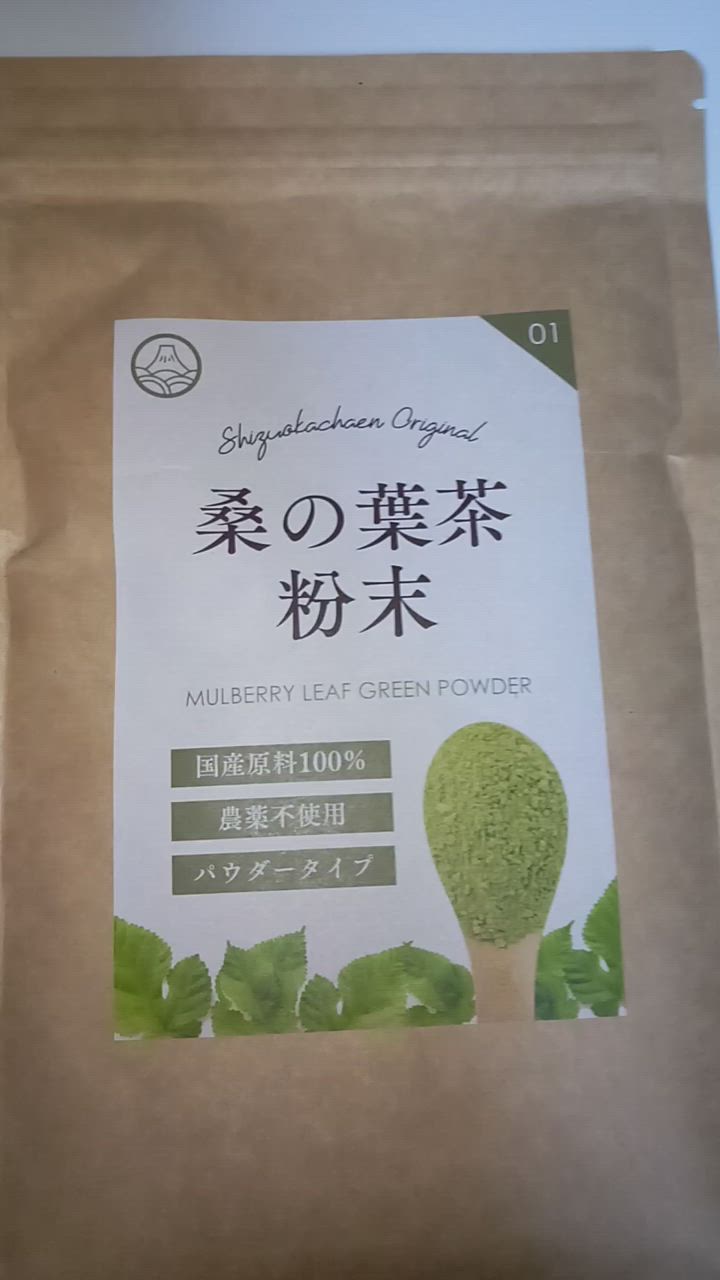 01
Shizuokachaen Original
桑の葉茶
粉末
MULBERRY LEAF GREEN POWDER
国産原料100%
農薬不使用
パウダータイプ